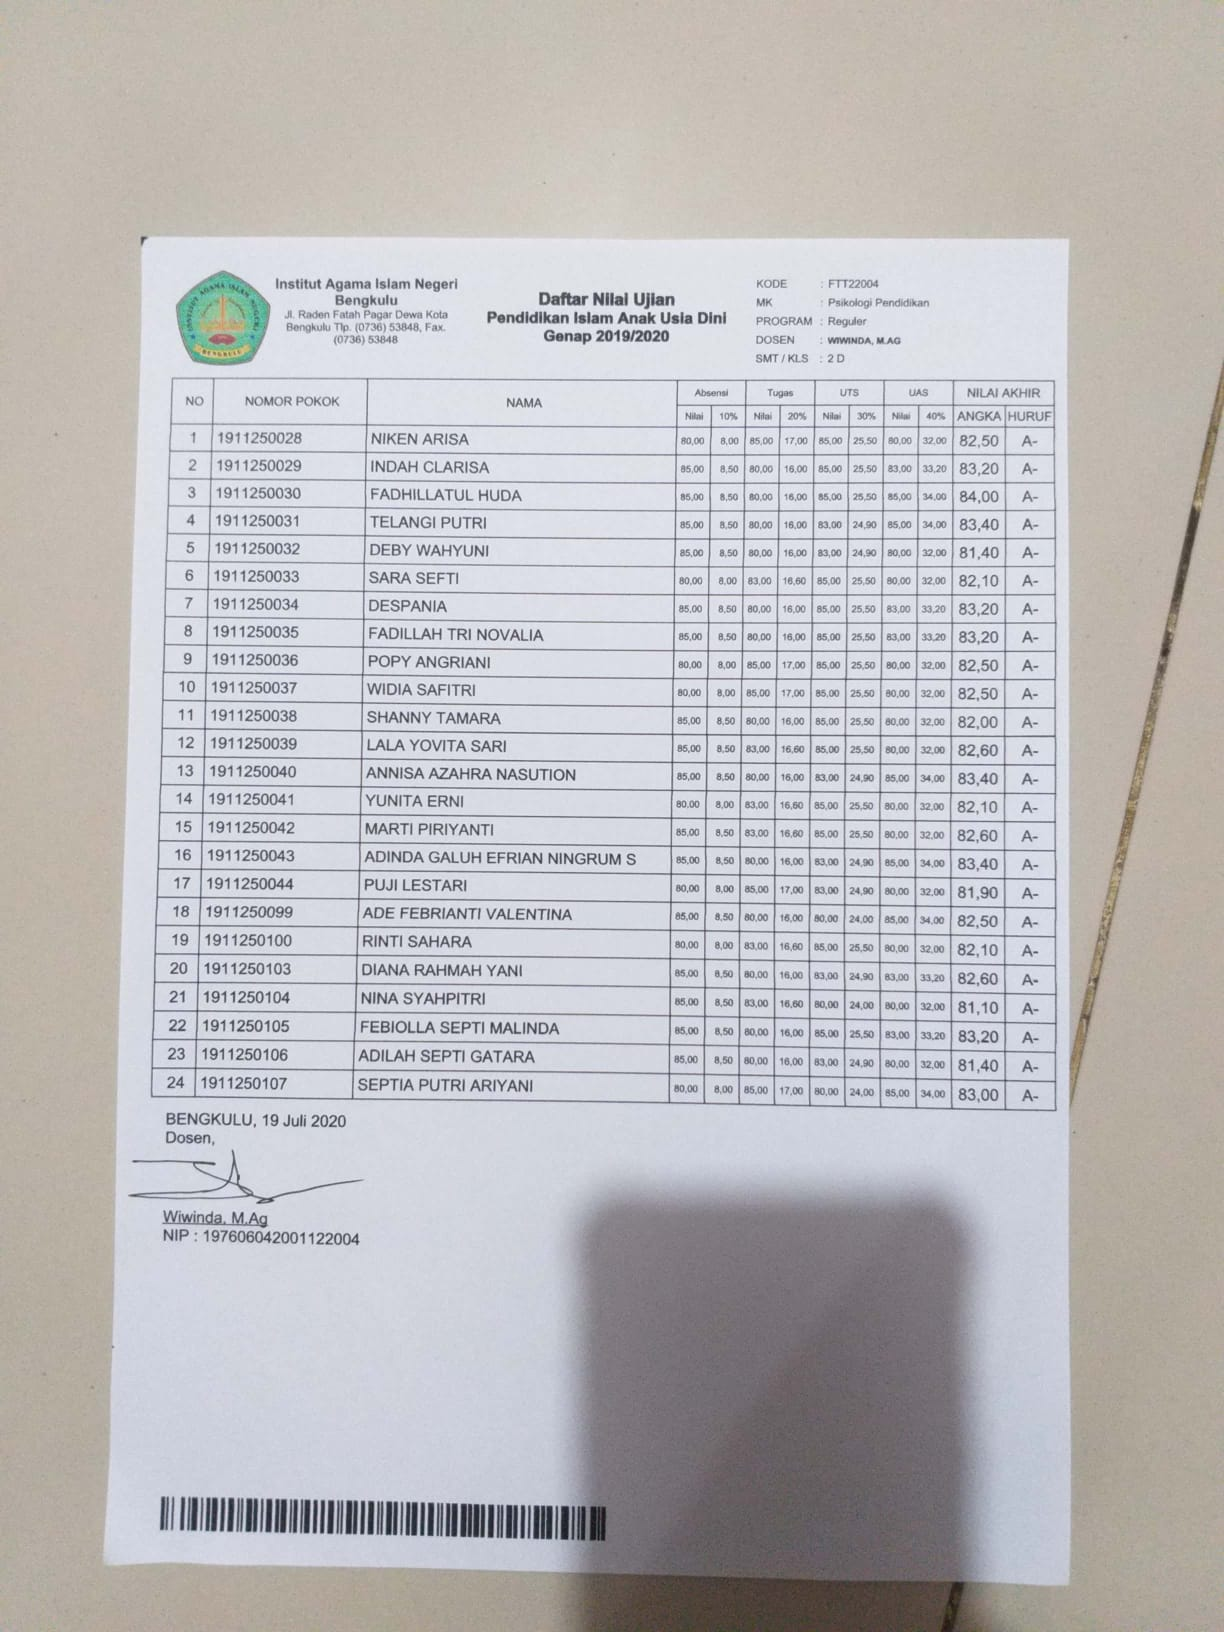 INSTITUT AGAMA ISLAM NEGERI
BENGKULU
Institut Agama Islam Negeri
Bengkulu
Jl. Raden Fatah Pagar Dewa Kota
Bengkulu Tlp. (0736) 53848, Fax.
(0736) 53848
Daftar Nilai Ujian
Pendidikan Islam Anak Usia Dini
Genap 2019/2020
KODE : FTT22004
MK : Psikologi Pendidikan
PROGRAM : Reguler
DOSEN : WIWINDA, M.AG
SMT / KLS : 2 D
NO NOMOR POKOK NAMA Absensi Tugas UTS UAS NILAI AKHIR
Nilai 10% Nilai 20% Nilai 30% Nilai 40% ANGKA HURUF
1 1911250028 NIKEN ARISA 80,00 8,00 85,00 17,00 85,00 25,50 80,00 32,00 82,50 A-
2 1911250029 INDAH CLARISA 85,00 8,50 80,00 16,00 85,00 25,50 83,00 33,20 83,20 A-
3 1911250030 FADHILLATUL HUDA 85,00 8,50 80,00 16,00 85,00 25,50 85,00 34,00 84,00 A-
4 1911250031 TELANGI PUTRI 85,00 8,50 80,00 16,00 83,00 24,90 85,00 34,00 83,40 A-
5 1911250032 DEBY WAHYUNI 85,00 8,50 80,00 16,00 83,00 24,90 80,00 32,00 81,40 A-
6 1911250033 SARA SEFTI 80,00 8,00 83,00 16,60 85,00 25,50 80,00 32,00 82,10 A-
7 1911250034 DESPANIA 85,00 8,50 80,00 16,00 85,00 25,50 83,00 33,20 83,20 A-
8 1911250035 FADILLAH TRI NOVALIA 85,00 8,50 80,00 16,00 85,00 25,50 83,00 33,20 83,20 A-
9 1911250036 POPY ANGRIANI 80,00 8,00 85,00 17,00 85,00 25,50 80,00 32,00 82,50 A-
10 1911250037 WIDIA SAFITRI 80,00 8,00 85,00 17,00 85,00 25,50 80,00 32,00 82,50 A-
11 1911250038 SHANNY TAMARA 85,00 8,50 80,00 16,00 85,00 25,50 80,00 32,00 82,00 A-
12 1911250039 LALA YOVITA SARI 85,00 8,50 83,00 16,60 85,00 25,50 80,00 32,00 82,60 A-
13 1911250040 ANNISA AZAHRA NASUTION 85,00 8,50 80,00 16,00 83,00 24,90 85,00 34,00 83,40 A-
14 1911250041 YUNITA ERNI 80,00 8,00 83,00 16,60 85,00 25,50 80,00 32,00 82,10 A-
15 1911250042 MARTI PIRIYANTI 85,00 8,50 83,00 16,60 85,00 25,50 80,00 32,00 82,60 A-
16 1911250043 ADINDA GALUH EFRIAN NINGRUM S 85,00 8,50 80,00 16,00 83,00 24,90 85,00 34,00 83,40 A-
17 1911250044 PUJI LESTARI 80,00 8,00 85,00 17,00 83,00 24,90 80,00 32,00 81,90 A-
18 1911250099 ADE FEBRIANTI VALENTINA 85,00 8,50 80,00 16,00 80,00 24,00 85,00 34,00 82,50 A-
19 1911250100 RINTI SAHARA 80,00 8,00 83,00 16,60 85,00 25,50 80,00 32,00 82,10 A-
20 1911250103 DIANA RAHMAH YANI 85,00 8,50 80,00 16,00 83,00 24,90 83,00 33,20 82,60 A-
21 1911250104 NINA SYAHPITRI 85,00 8,50 83,00 16,60 80,00 24,00 80,00 32,00 81,10 A-
22 1911250105 FEBIOLLA SEPTI MALINDA 85,00 8,50 80,00 16,00 85,00 25,50 83,00 33,20 83,20 A-
23 1911250106 ADILAH SEPTI GATARA 85,00 8,50 80,00 16,00 83,00 24,90 80,00 32,00 81,40 A-
24 1911250107 SEPTIA PUTRI ARIYANI 80,00 8,00 85,00 17,00 80,00 24,00 85,00 34,00 83,00 A-
BENGKULU, 19 Juli 2020
Dosen,
Wiwinda, M.Ag
NIP : 197606042001122004